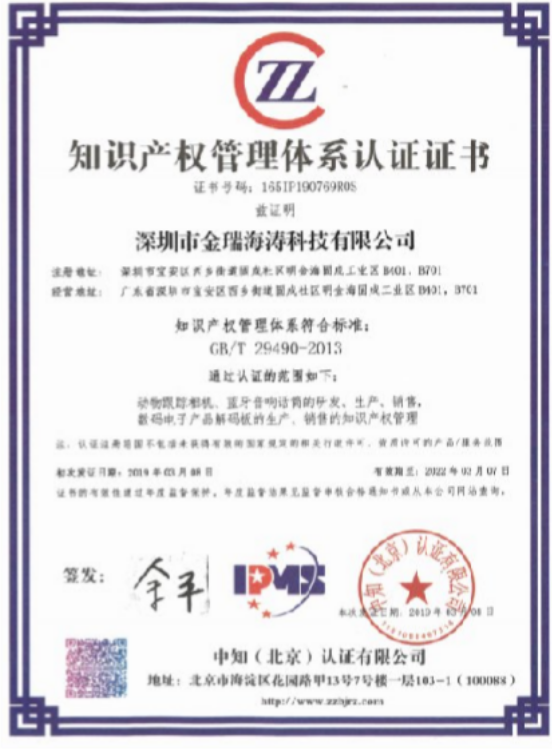 ZZ
知识产权管理体系认证证书
证书号码：165IP190769R0S
兹证明
深圳市金瑞海涛科技有限公司
注册地址： 深圳市宝安区西乡街道固戍社区明金海固戍工业区B401、B701
经营地址： 广东省深圳市宝安区西乡街道固戍社区明金海固戍二业区B401，B701
知识产权管理体系符合标准：
GB/T 29490-2013
通过认证的范围如下：
动物跟踪相机、蓝牙音响话筒的研发、生产、销售，
数码电子产品解码板的生产、销售的知识产权管理
注：认证注册范围不包括未获得有效的国家规定的相关行政许可、资质许可的产品/服务范围
初次发证日期：2019年03月08日 有效期至：2022年03月07日
证书的有效性通过年度监督保持，年度监督结果见监督审核合格通知书或从本公司网站查询。
签发：
IPMS
中知（北京）认证有限公司
本次发证日期：2019年03月08日
中知（北京）认证有限公司
地址：北京市海淀区花园路甲13号7号楼一层103-1（100088）
http://www.zzbjrz.com